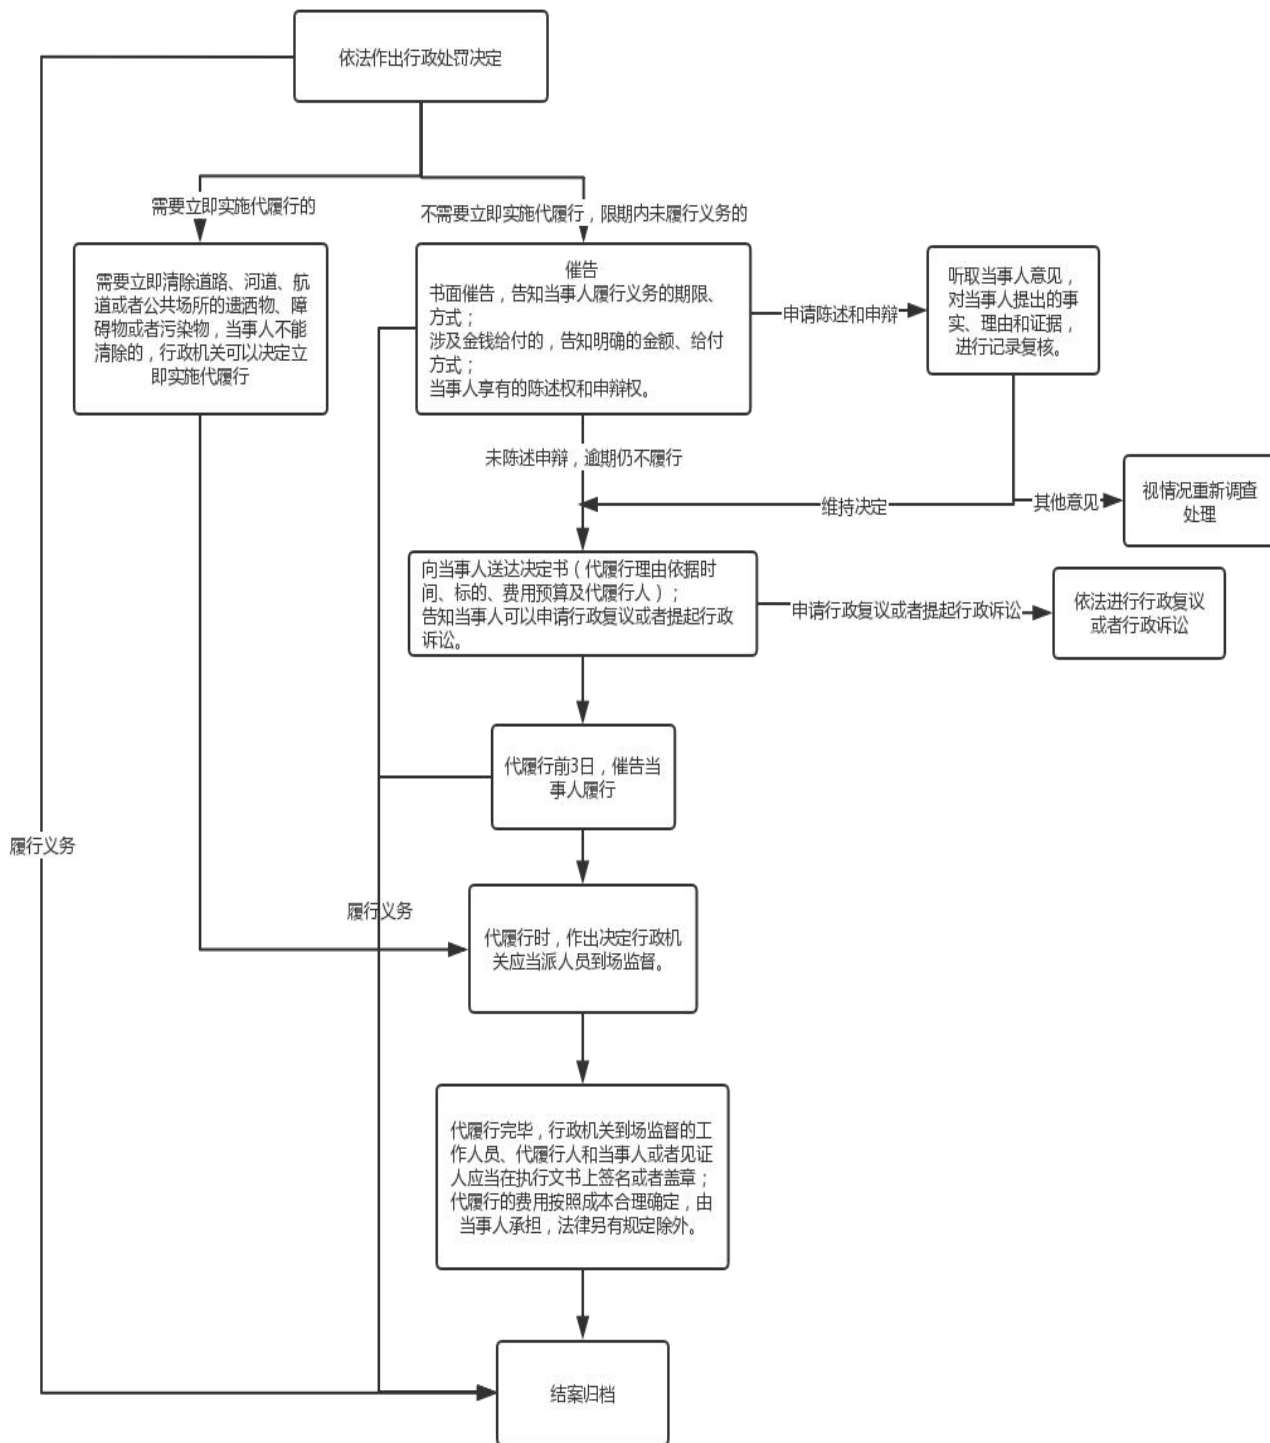 依法作出行政处罚决定
需要立即实施代履行的
不需要立即实施代履行，限期内未履行义务的
需要立即清除道路、河道、航
道或者公共场所的遗洒物、障
碍物或者污染物，当事人不能
清除的，行政机关可以决定立
即实施代履行
催告
书面催告，告知当事人履行义务的期限、
方式；
涉及金钱给付的，告知明确的金额、给付
方式；
当事人享有的陈述权和申辩权。
申请陈述和申辩
听取当事人意见，
对当事人提出的事
实、理由和证据，
进行记录复核。
未陈述申辩，逾期仍不履行
维持决定
其他意见
视情况重新调查
处理
向当事人送达决定书（代履行理由依据时
间、标的、费用预算及代履行人）；
告知当事人可以申请行政复议或者提起行政
诉讼。
申请行政复议或者提起行政诉讼
依法进行行政复议
或者行政诉讼
代履行前3日，催告当
事人履行
履行义务
履行义务
代履行时，作出决定行政机
关应当派人员到场监督。
代履行完毕，行政机关到场监督的工
作人员、代履行人和当事人或者见证
人应当在执行文书上签名或者盖章；
代履行的费用按照成本合理确定，由
当事人承担，法律另有规定除外。
结案归档